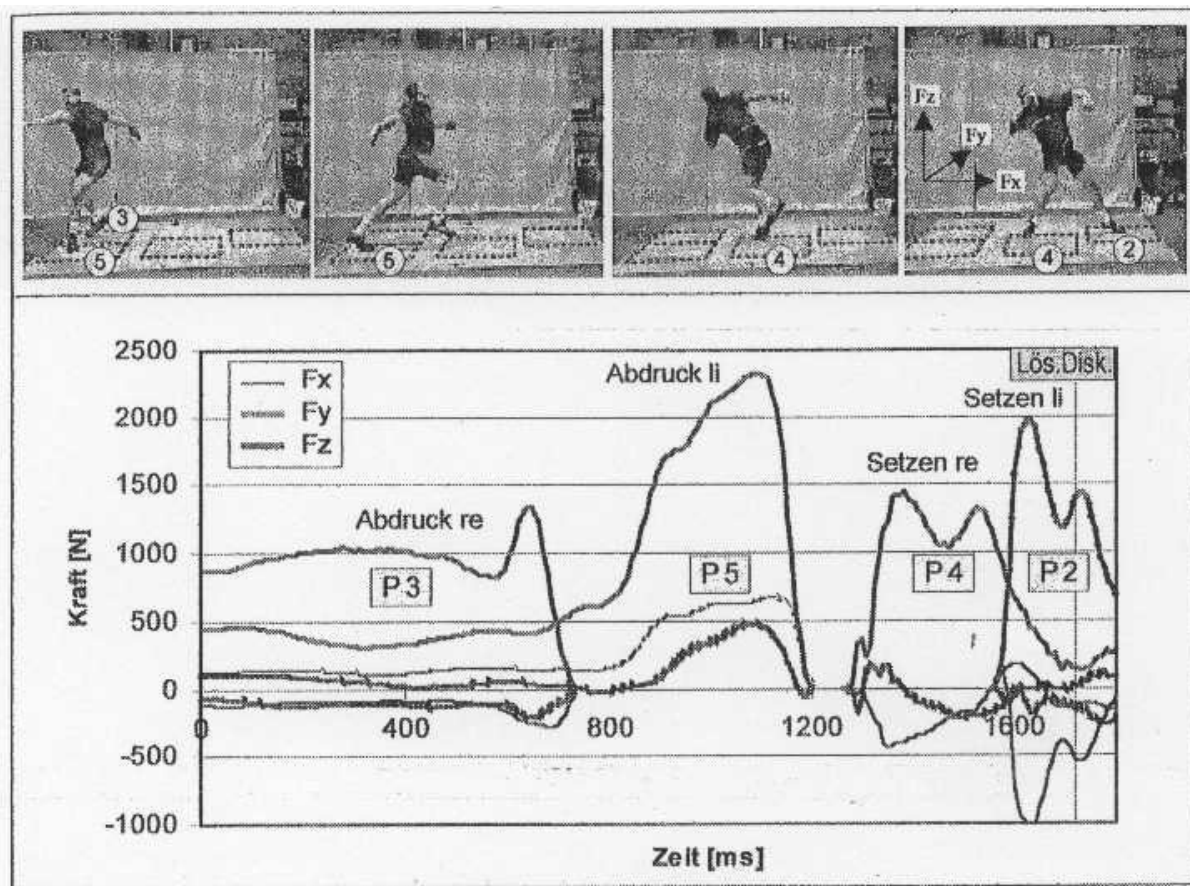 Fz
Fy
Fx
3
5
5
4
4
2
2500
2000
1500
1000
500
0
-500
-1000
Kraft [N]
Fx
Fy
Fz
Abdruck re
Abdruck li
Setzen re
Setzen li
Lös.Disk.
P3
P5
P4
P2
0
400
800
1200
1600
Zeit [ms]